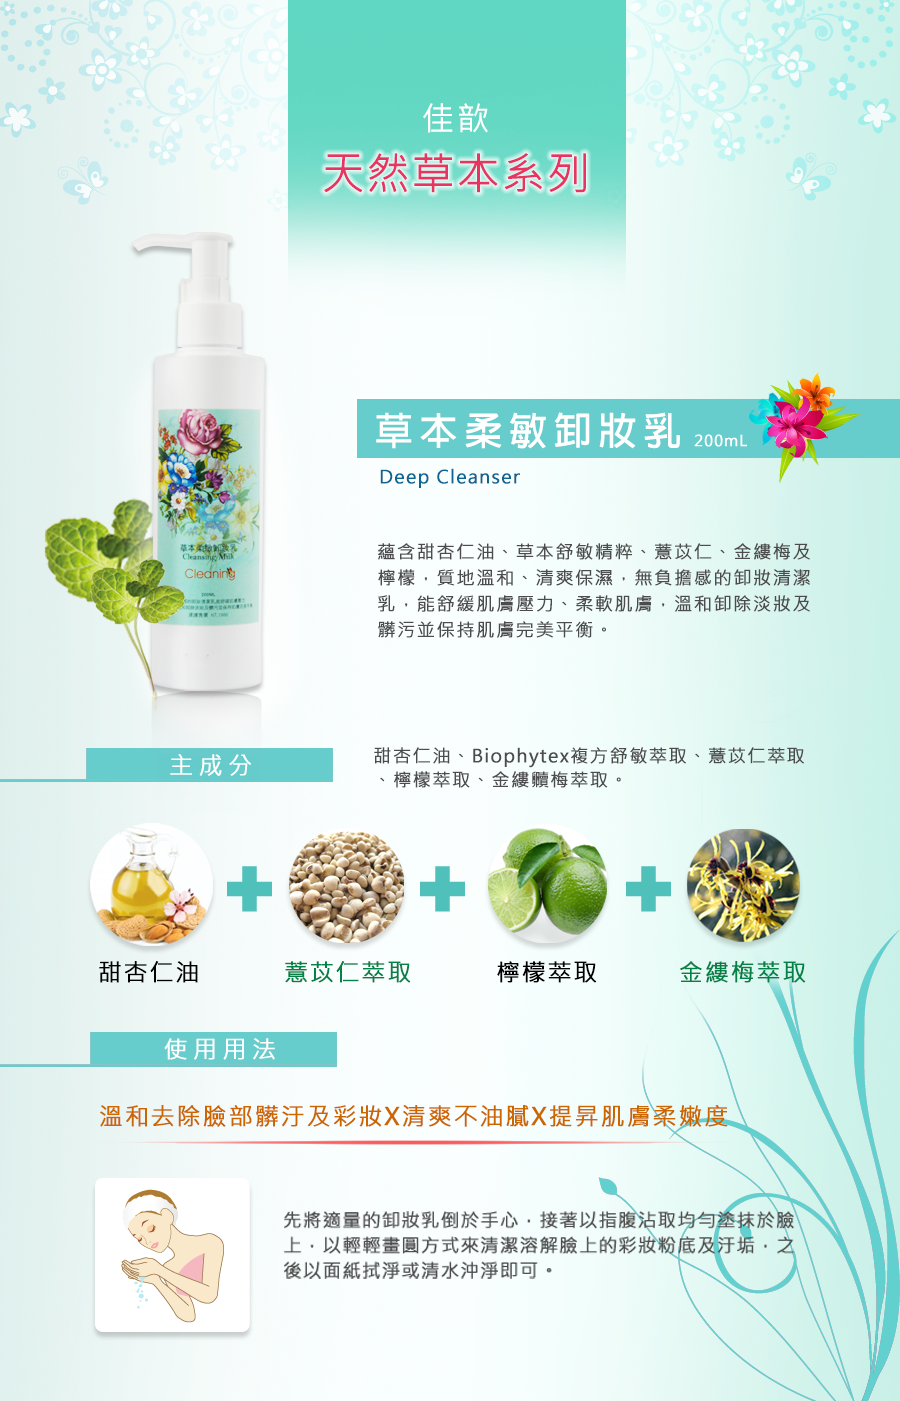 佳歆
天然草本系列
草本柔敏卸妝乳 200mL
Deep Cleanser
蘊含甜杏仁油、草本舒敏精粹、薏苡仁、金縷梅及
檸檬，質地溫和、清爽保濕，無負擔感的卸妝清潔
乳，能舒緩肌膚壓力、柔軟肌膚，溫和卸除淡妝及
髒污並保持肌膚完美平衡。
草本柔敏卸妝乳
Cleansing Milk
Cleaning
200ML
主成分
甜杏仁油、Biophytex複方舒敏萃取、薏苡仁萃取
、檸檬萃取、金縷髖梅萃取。
甜杏仁油
薏苡仁萃取
檸檬萃取
金縷梅萃取
使用用法
溫和去除臉部髒汙及彩妝X清爽不油膩X提昇肌膚柔嫩度
先將適量的卸妝乳倒於手心，接著以指腹沾取均勻塗抹於臉
上，以輕輕畫圓方式來清潔溶解臉上的彩妝粉底及汙垢，之
後以面紙拭淨或清水沖淨即可。